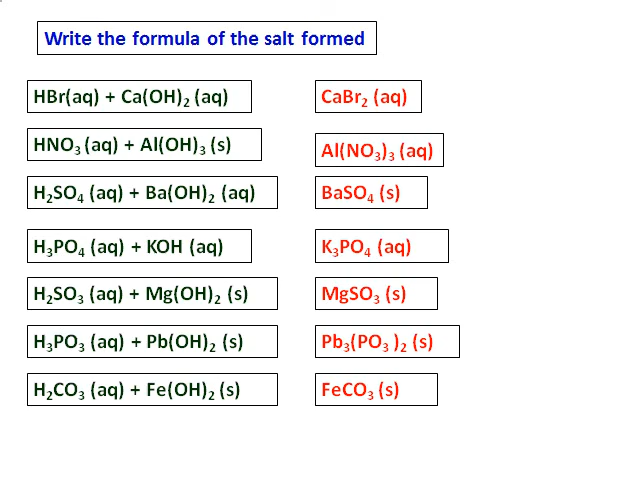 Write the formula of the salt formed
HBr(aq) + Ca(OH)₂ (aq) CaBr₂ (aq)
HNO₃ (aq) + Al(OH)₃ (s) Al(NO₃)₃ (aq)
H₂SO₄ (aq) + Ba(OH)₂ (aq) BaSO₄ (s)
H₃PO₄ (aq) + KOH (aq) K₃PO₄ (aq)
H₂SO₃ (aq) + Mg(OH)₂ (s) MgSO₃ (s)
H₃PO₃ (aq) + Pb(OH)₂ (s) Pb₃(PO₃ )₂ (s)
H₂CO₃ (aq) + Fe(OH)₂ (s) FeCO₃ (s)